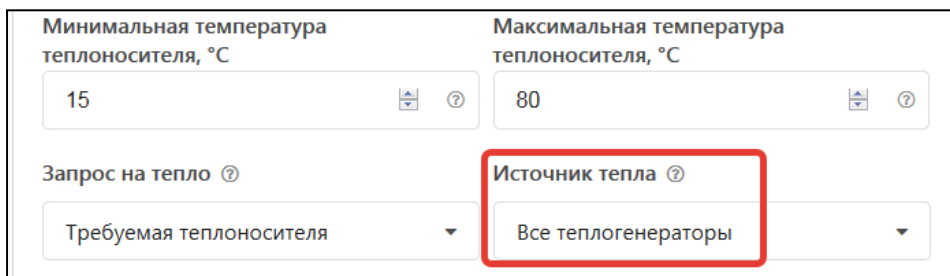 Минимальная температура
теплоносителя, °C
Максимальная температура
теплоносителя, °C
15
80
Запрос на тепло
Источник тепла
Требуемая теплоносителя
Все теплогенераторы